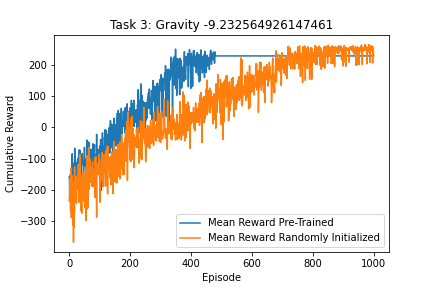 Task 3: Gravity -9.232564926147461
Cumulative Reward
200
100
0
−100
−200
−300
Mean Reward Pre-Trained
Mean Reward Randomly Initialized
0 200 400 600 800 1000
Episode